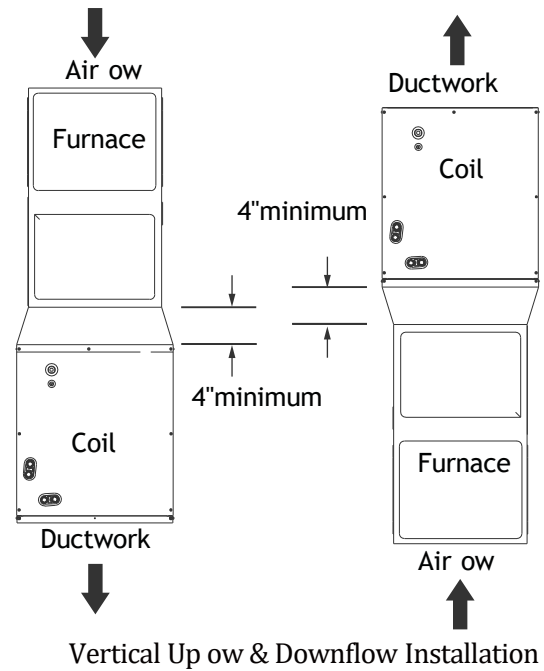 Air ow
Furnace
4"minimum
Coil
Ductwork
Ductwork
Coil
4"minimum
Furnace
Air ow
Vertical Up ow & Downflow Installation